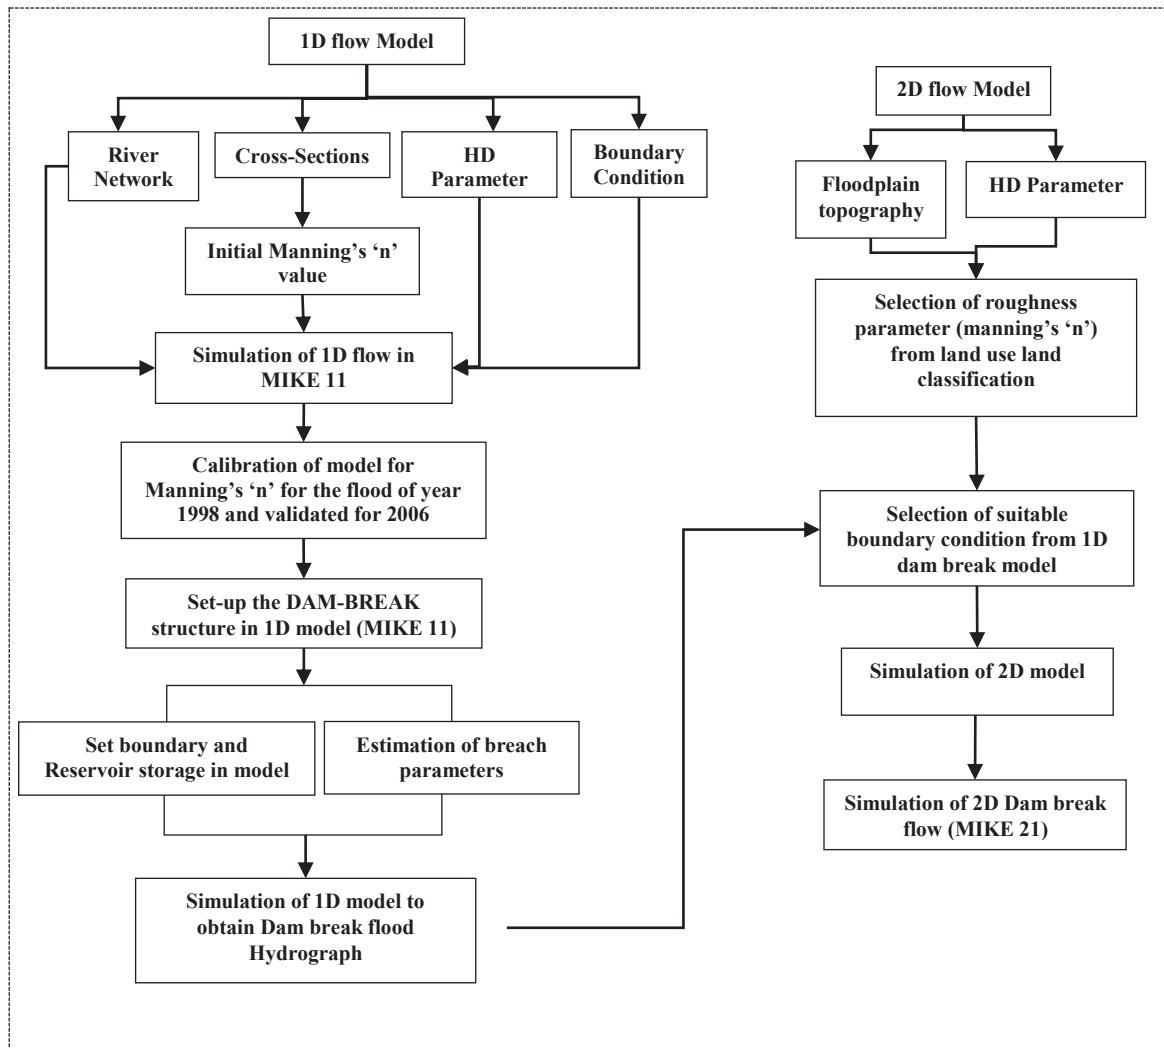 1D flow Model
River
Network
Cross-Sections
HD
Parameter
Boundary
Condition
Initial Manning's ‘n’
value
Simulation of 1D flow in
MIKE 11
Calibration of model for
Manning's ‘n’ for the flood of year
1998 and validated for 2006
Set-up the DAM-BREAK
structure in 1D model (MIKE 11)
Set boundary and
Reservoir storage in model
Estimation of breach
parameters
Simulation of 1D model to
obtain Dam break flood
Hydrograph
2D flow Model
Floodplain
topography
HD Parameter
Selection of roughness
parameter (manning's ‘n’)
from land use land
classification
Selection of suitable
boundary condition from 1D
dam break model
Simulation of 2D model
Simulation of 2D Dam break
flow (MIKE 21)